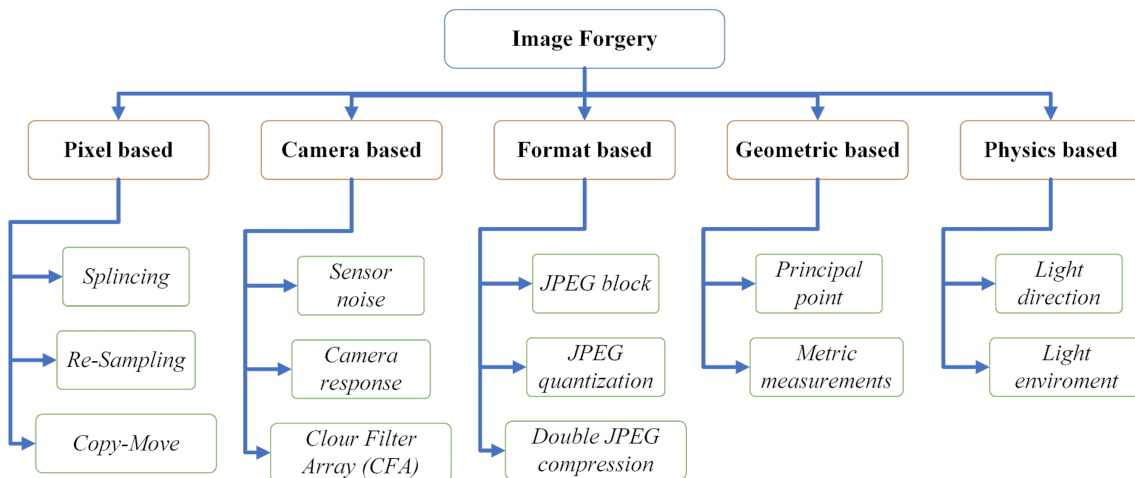 Image Forgery
Pixel based
Camera based
Format based
Geometric based
Physics based
Splincing
Re-Sampling
Copy-Move
Sensor
noise
Camera
response
Clour Filter
Array (CFA)
JPEG block
JPEG
quantization
Double JPEG
compression
Principal
point
Metric
measurements
Light
direction
Light
enviroment